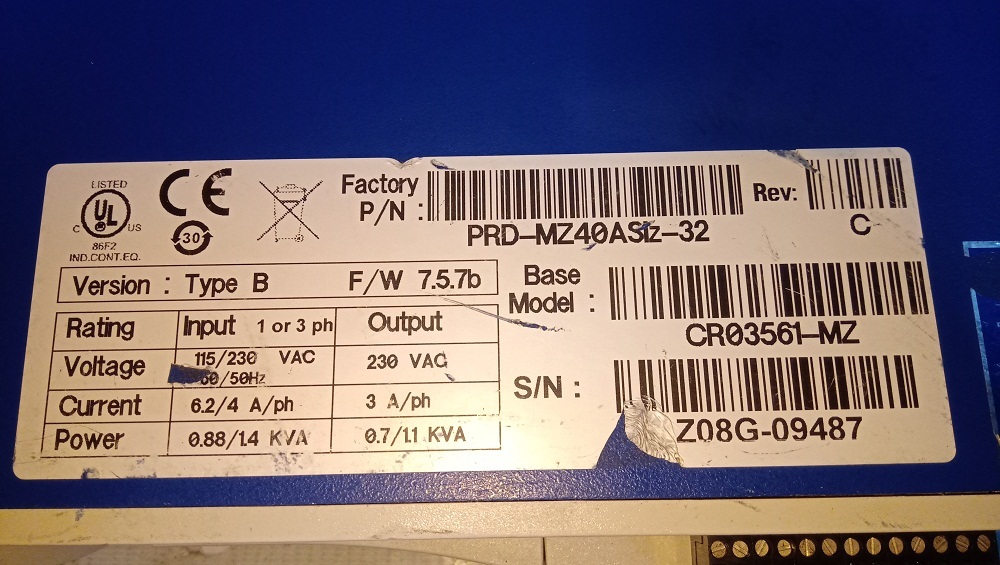 LISTED
UL
C US
86F2
IND.CONT.EQ.
CE
30
Factory
P/N :
PRD-MZ40ASiz-32
Rev:
C
Version : Type B F/W 7.5.7b
Base
Model :
CR03561-MZ
Rating Input 1 or 3 ph Output
Voltage 115/230 VAC 230 VAC
60/50Hz
Current 6.2/4 A/ph 3 A/ph
Power 0.88/1.4 KVA 0.7/1.1 KVA
S/N :
Z08G-09487